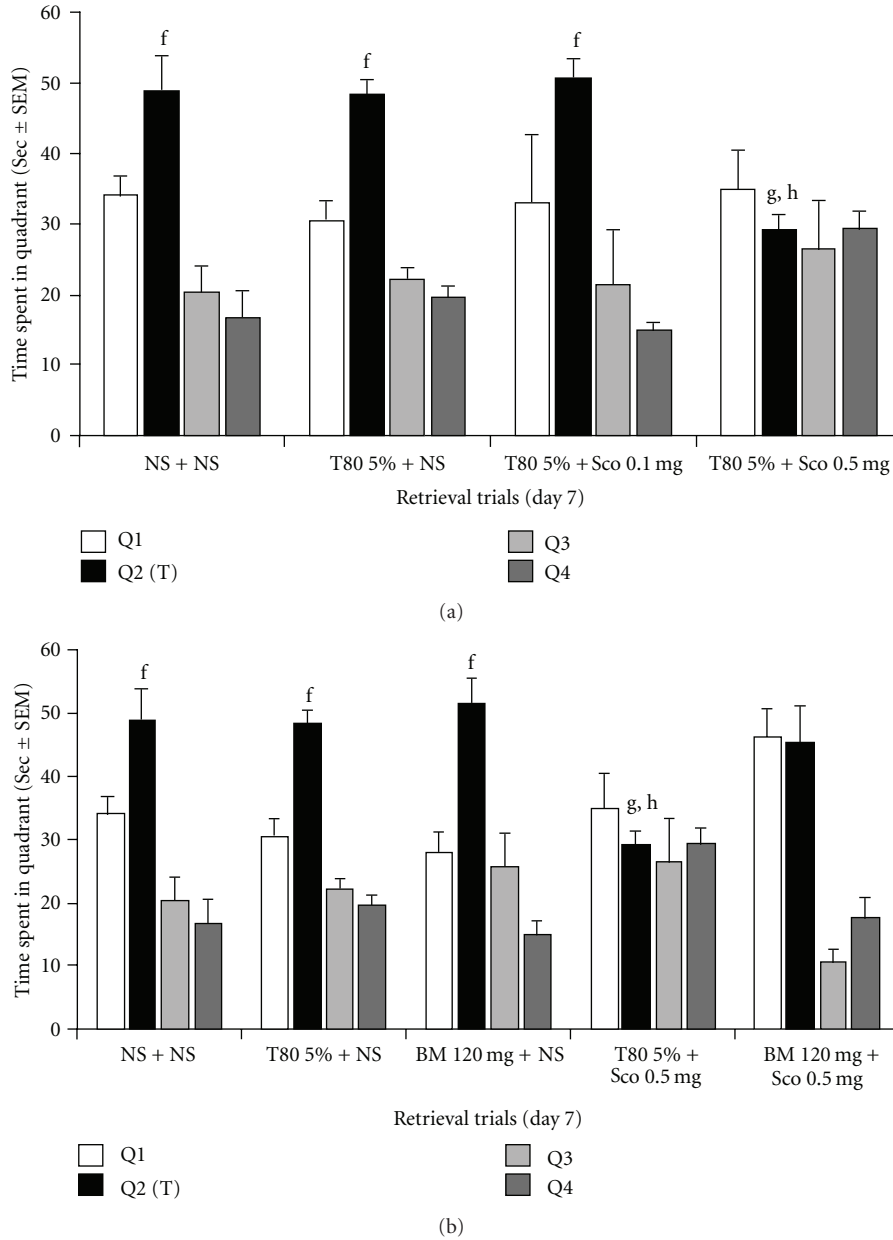 60
50
40
30
20
10
0
Time spent in quadrant (Sec ± SEM)
f
f
f
g, h
NS + NS
T80 5% + NS
T80 5% + Sco 0.1 mg
T80 5% + Sco 0.5 mg
Retrieval trials (day 7)
Q1
Q2 (T)
Q3
Q4
(a)
60
50
40
30
20
10
0
Time spent in quadrant (Sec ± SEM)
f
f
f
g, h
NS + NS
T80 5% + NS
BM 120 mg + NS
T80 5% +
Sco 0.5 mg
BM 120 mg +
Sco 0.5 mg
Retrieval trials (day 7)
Q1
Q2 (T)
Q3
Q4
(b)